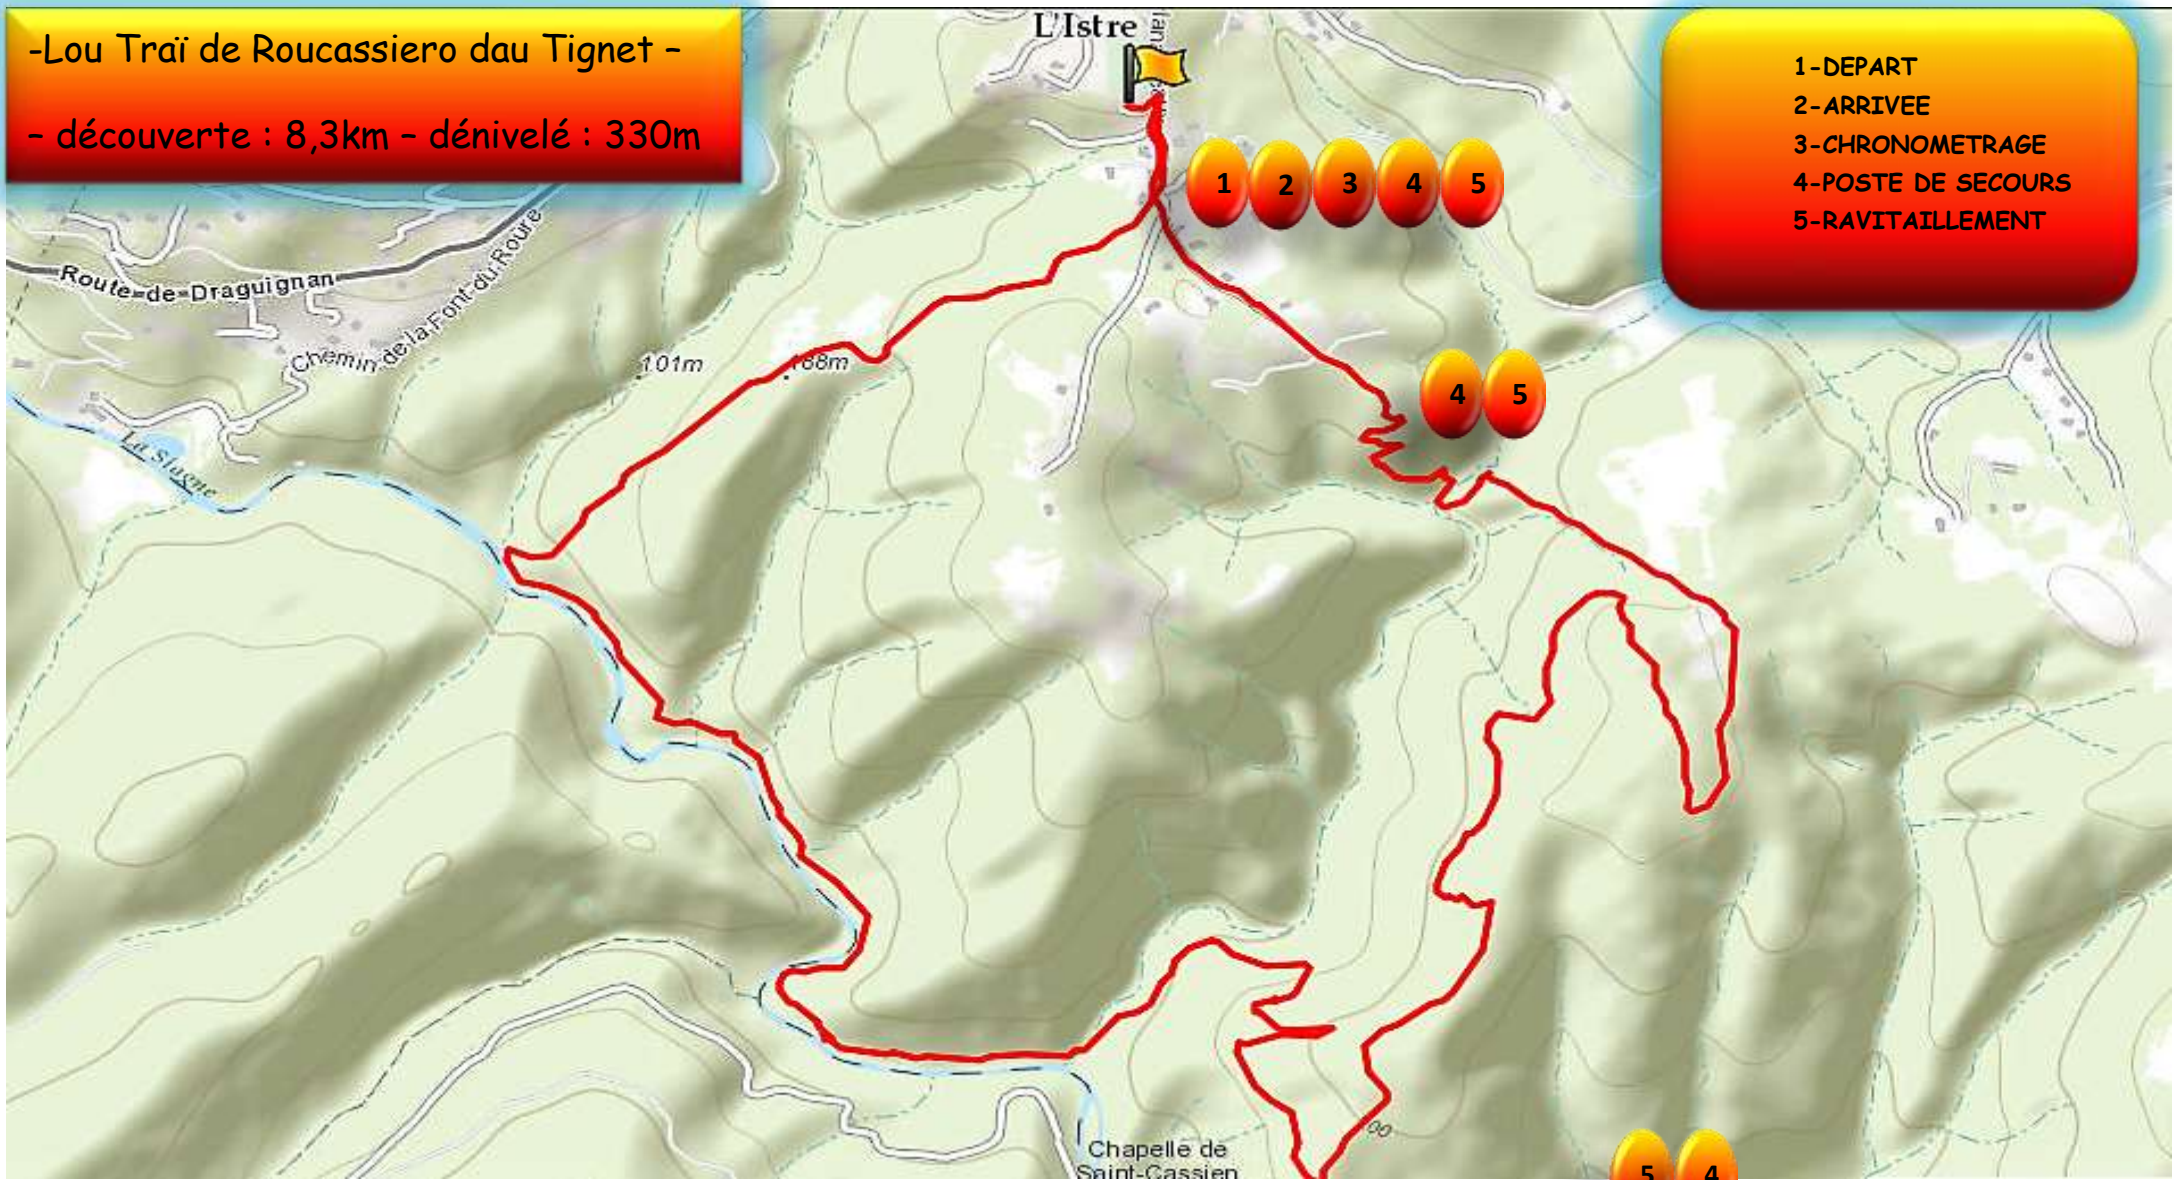 -Lou Traï de Roucassiero dau Tignet –
– découverte : 8,3km – dénivelé : 330m
L'Istre
1-DEPART
2-ARRIVEE
3-CHRONOMETRAGE
4-POSTE DE SECOURS
5-RAVITAILLEMENT
1 2 3 4 5
Route-de-Draguignan
Chemin de la Font-du-Roure
101m
188m
4 5
La Siagne
00
Chapelle de
Saint-Cassien
5 4